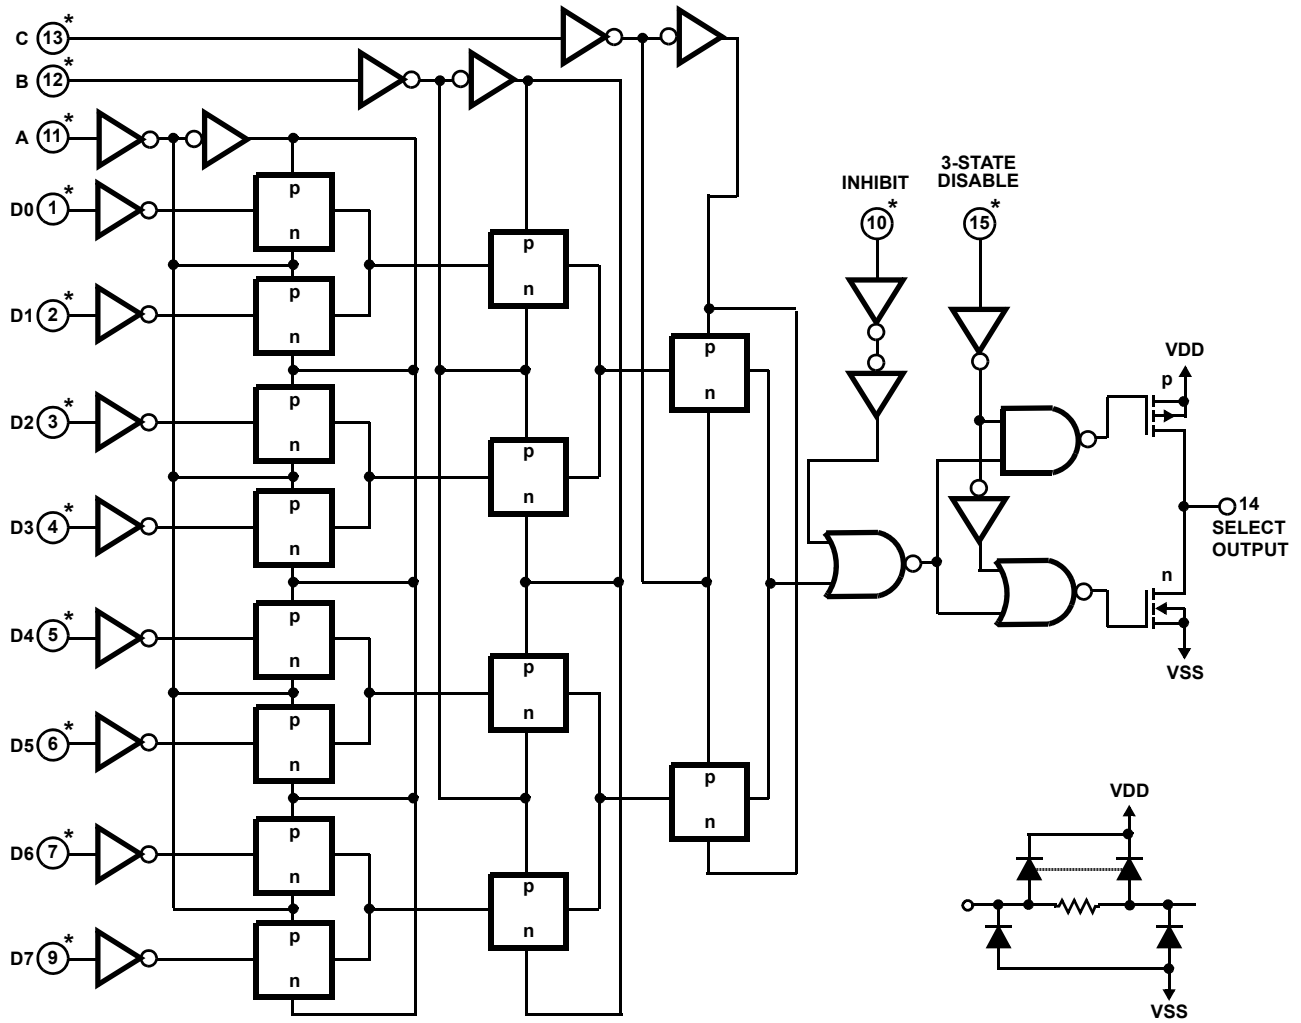 C 13 *
B 12 *
A 11 *
D0 1 *
D1 2 *
D2 3 *
D3 4 *
D4 5 *
D5 6 *
D6 7 *
D7 9 *
p
n
p
n
p
n
p
n
p
n
p
n
p
n
p
n
p
n
p
n
p
n
p
n
p
n
p
n
INHIBIT
10 *
3-STATE
DISABLE
15 *
VDD
p
14
SELECT
OUTPUT
n
VSS
VDD
VSS